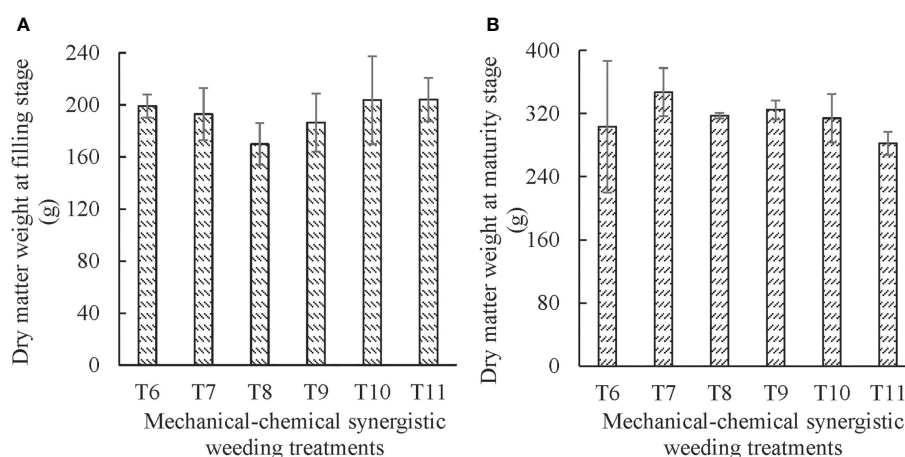 A
Dry matter weight at filling stage
(g)
240
200
160
120
80
40
0
T6 T7 T8 T9 T10 T11
Mechanical-chemical synergistic
weeding treatments
B
Dry matter weight at maturity stage
(g)
400
320
240
160
80
0
T6 T7 T8 T9 T10 T11
Mechanical-chemical synergistic
weeding treatments